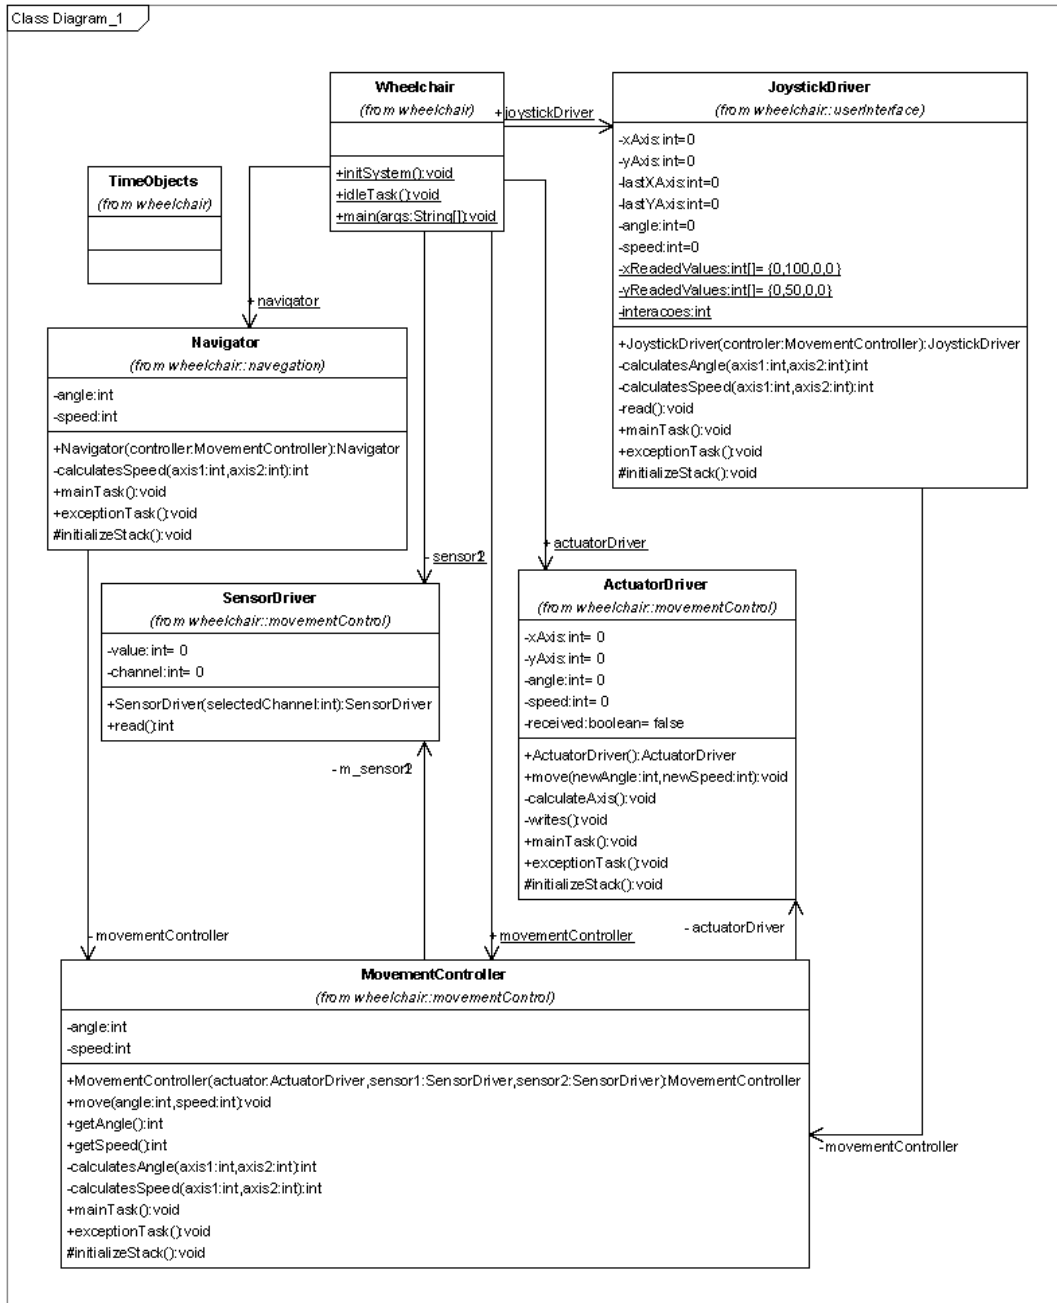 Class Diagram_1
Wheelchair
(from wheelchair)
+initSystem():void
+idleTask():void
+main(args:String[]):void
+joystickDriver
JoystickDriver
(from wheelchair::userInterface)
-xAxis:int=0
-yAxis:int=0
-lastXAxis:int=0
-lastYAxis:int=0
-angle:int=0
-speed:int=0
-xReadedValues:int[]= {0,100,0,0}
-yReadedValues:int[]= {0,50,0,0}
-interacoes:int
+JoystickDriver(controler:MovementController):JoystickDriver
-calculatesAngle(axis1:int,axis2:int):int
-calculatesSpeed(axis1:int,axis2:int):int
-read():void
+mainTask():void
+exceptionTask():void
#initializeStack():void
TimeObjects
(from wheelchair)
+ navigator
Navigator
(from wheelchair::navegation)
-angle:int
-speed:int
+Navigator(controller:MovementController):Navigator
-calculatesSpeed(axis1:int,axis2:int):int
+mainTask():void
+exceptionTask():void
#initializeStack():void
+ actuatorDriver
SensorDriver
(from wheelchair::movementControl)
-value:int= 0
-channel:int= 0
+SensorDriver(selectedChannel:int):SensorDriver
+read():int
ActuatorDriver
(from wheelchair::movementControl)
-xAxis:int= 0
-yAxis:int= 0
-angle:int= 0
-speed:int= 0
-received:boolean= false
+ActuatorDriver():ActuatorDriver
+move(newAngle:int,newSpeed:int):void
-calculateAxis():void
-writes():void
+mainTask():void
+exceptionTask():void
#initializeStack():void
- movementController
+movementController
- actuatorDriver
MovementController
(from wheelchair::movementControl)
-angle:int
-speed:int
+MovementController(actuator:ActuatorDriver,sensor1:SensorDriver,sensor2:SensorDriver):MovementController
+move(angle:int,speed:int):void
+getAngle():int
+getSpeed():int
-calculatesAngle(axis1:int,axis2:int):int
-calculatesSpeed(axis1:int,axis2:int):int
+mainTask():void
+exceptionTask():void
#initializeStack():void
-movementController